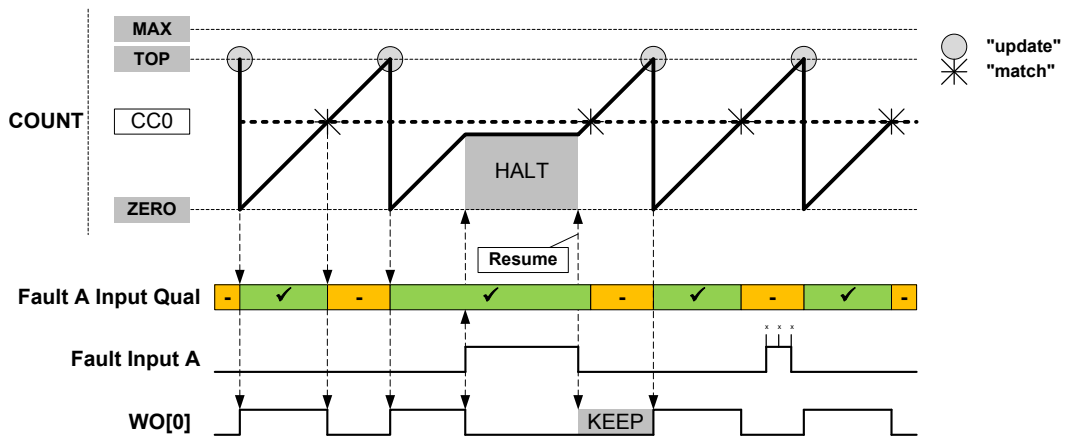 MAX
TOP
"update"
"match"
COUNT
CC0
HALT
ZERO
Resume
Fault A Input Qual
- ✓ - ✓ - ✓ - ✓ -
x x x
Fault Input A
WO[0]
KEEP